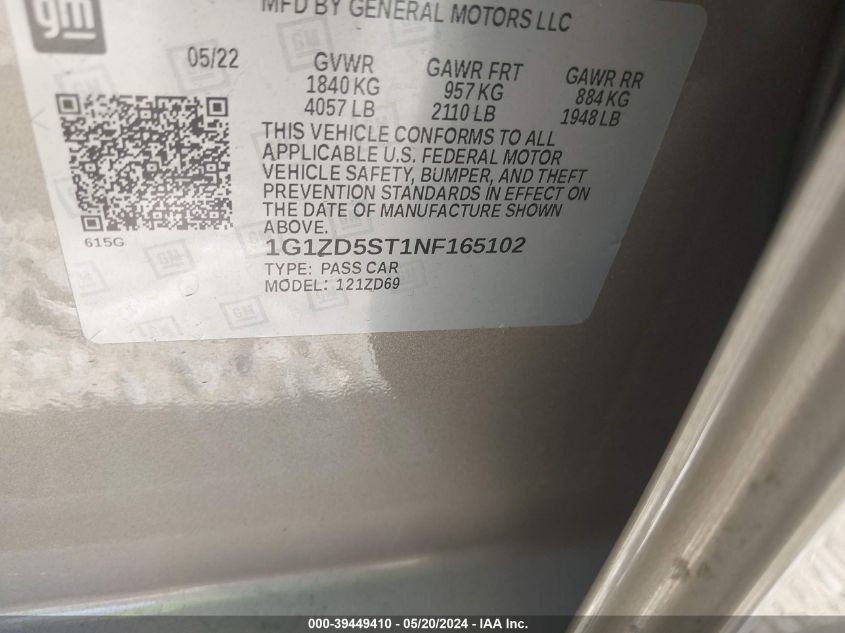 gm
MFD BY GENERAL MOTORS LLC
05/22
GVWR
1840 KG
4057 LB
GAWR FRT
957 KG
2110 LB
GAWR RR
884 KG
1948 LB
THIS VEHICLE CONFORMS TO ALL
APPLICABLE U.S. FEDERAL MOTOR
VEHICLE SAFETY, BUMPER, AND THEFT
PREVENTION STANDARDS IN EFFECT ON
THE DATE OF MANUFACTURE SHOWN
ABOVE.
615G
1G1ZD5ST1NF165102
TYPE: PASS CAR
MODEL: 121ZD69
000-39449410 - 05/20/2024 - IAA Inc.